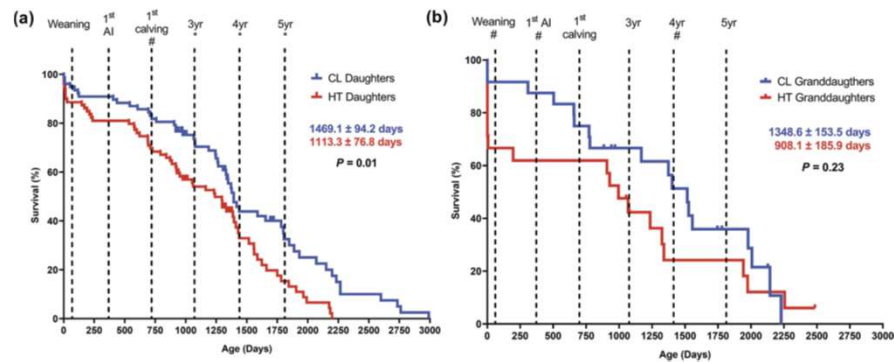 (a)
Weaning
1st AI
1st calving #
3yr *
4yr *
5yr *
CL Daughters
HT Daughters
1469.1 ± 94.2 days
1113.3 ± 76.8 days
P = 0.01
Survival (%)
100
80
60
40
20
0
0 250 500 750 1000 1250 1500 1750 2000 2250 2500 2750 3000
Age (Days)
(b)
Weaning #
1st AI #
1st calving
3yr
4yr #
5yr
CL Granddaugthers
HT Granddaughters
1348.6 ± 153.5 days
908.1 ± 185.9 days
P = 0.23
Survival (%)
100
80
60
40
20
0
0 250 500 750 1000 1250 1500 1750 2000 2250 2500
Age (Days)